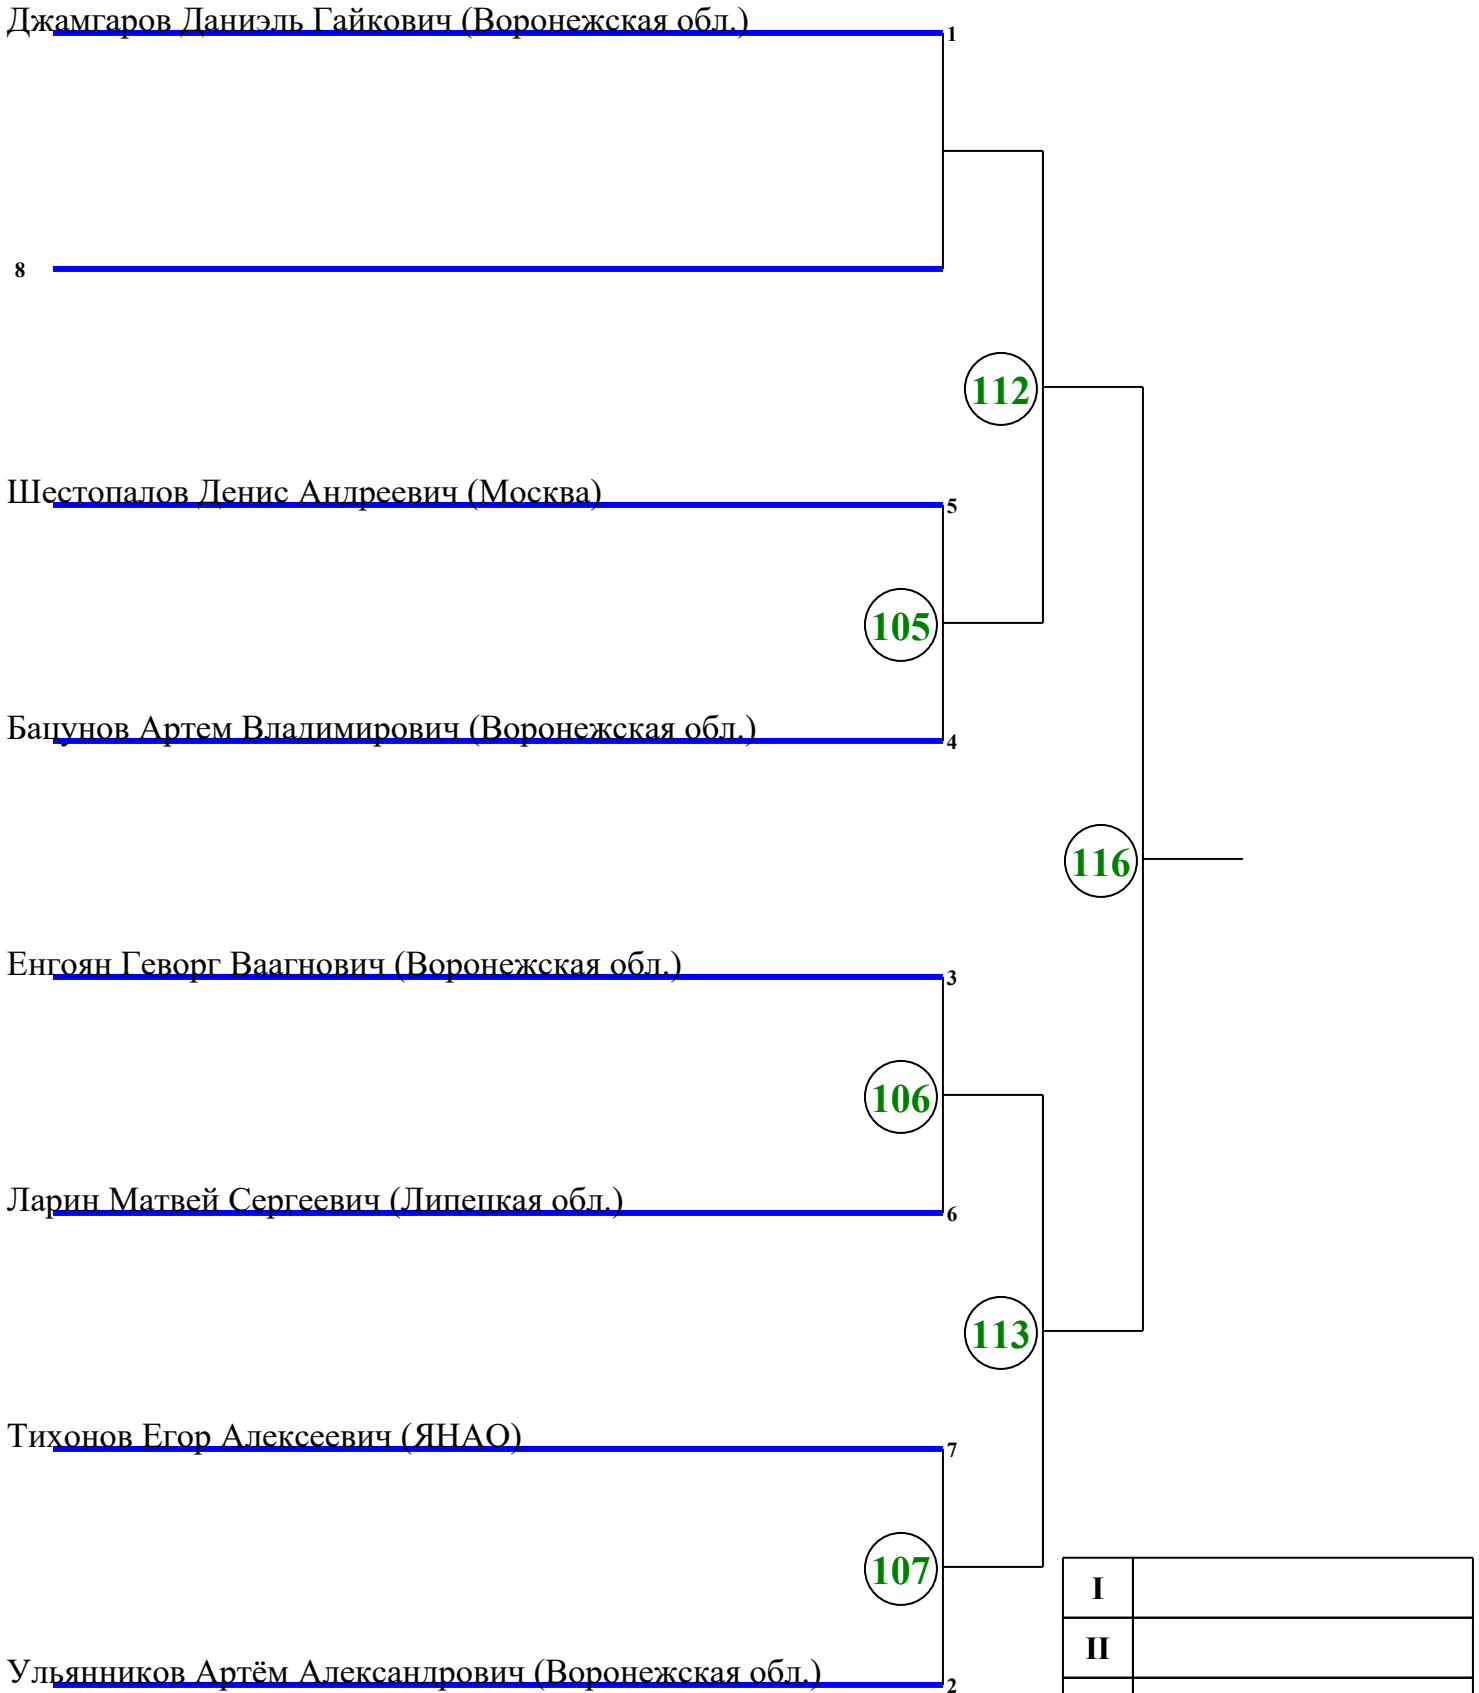 Джамгаров Даниэль Гайкович (Воронежская обл.)
1
8
112
Шестопалов Денис Андреевич (Москва)
5
105
Бацунов Артем Владимирович (Воронежская обл.)
4
116
Енгоян Геворг Ваагнович (Воронежская обл.)
3
106
Ларин Матвей Сергеевич (Липецкая обл.)
6
113
Тихонов Егор Алексеевич (ЯНАО)
7
107
I
II
Ульянников Артём Александрович (Воронежская обл.)
2